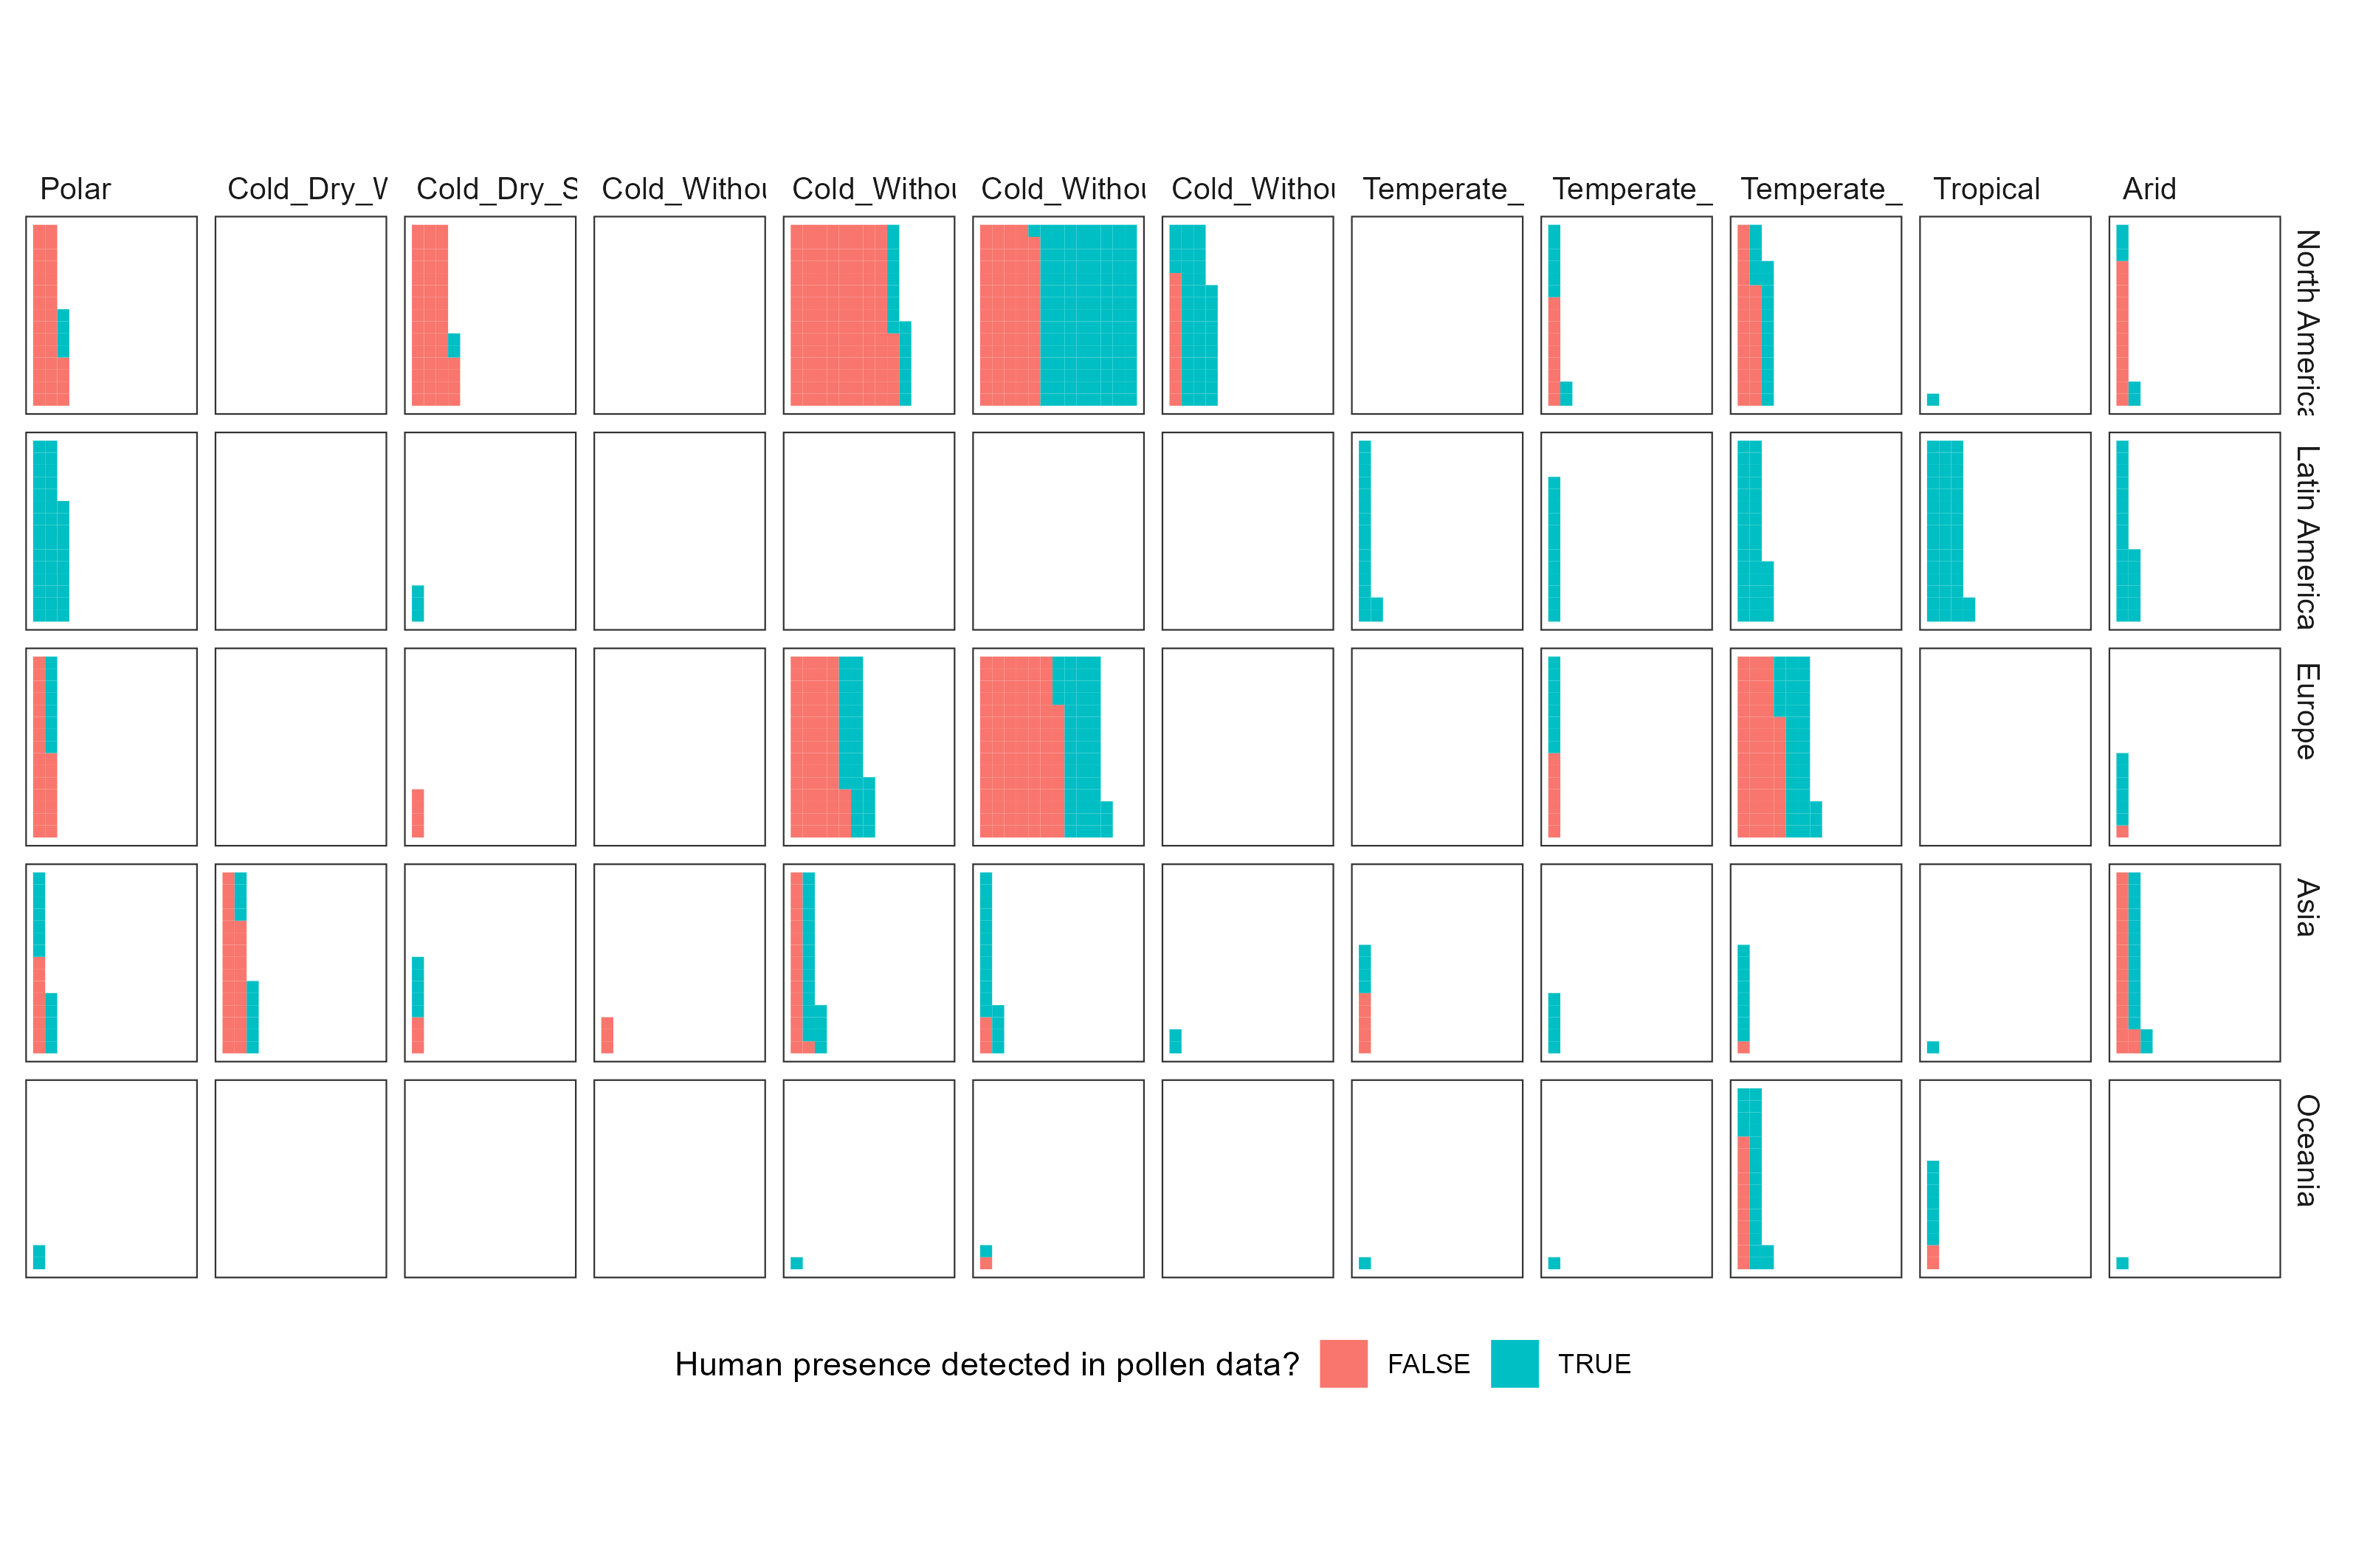 Polar Cold_Dry_W Cold_Dry_S Cold_Withou Cold_Withou Cold_Withou Cold_Withou Temperate_ Temperate_ Temperate_ Tropical Arid
North America
Latin America
Europe
Asia
Oceania
Human presence detected in pollen data? FALSE TRUE